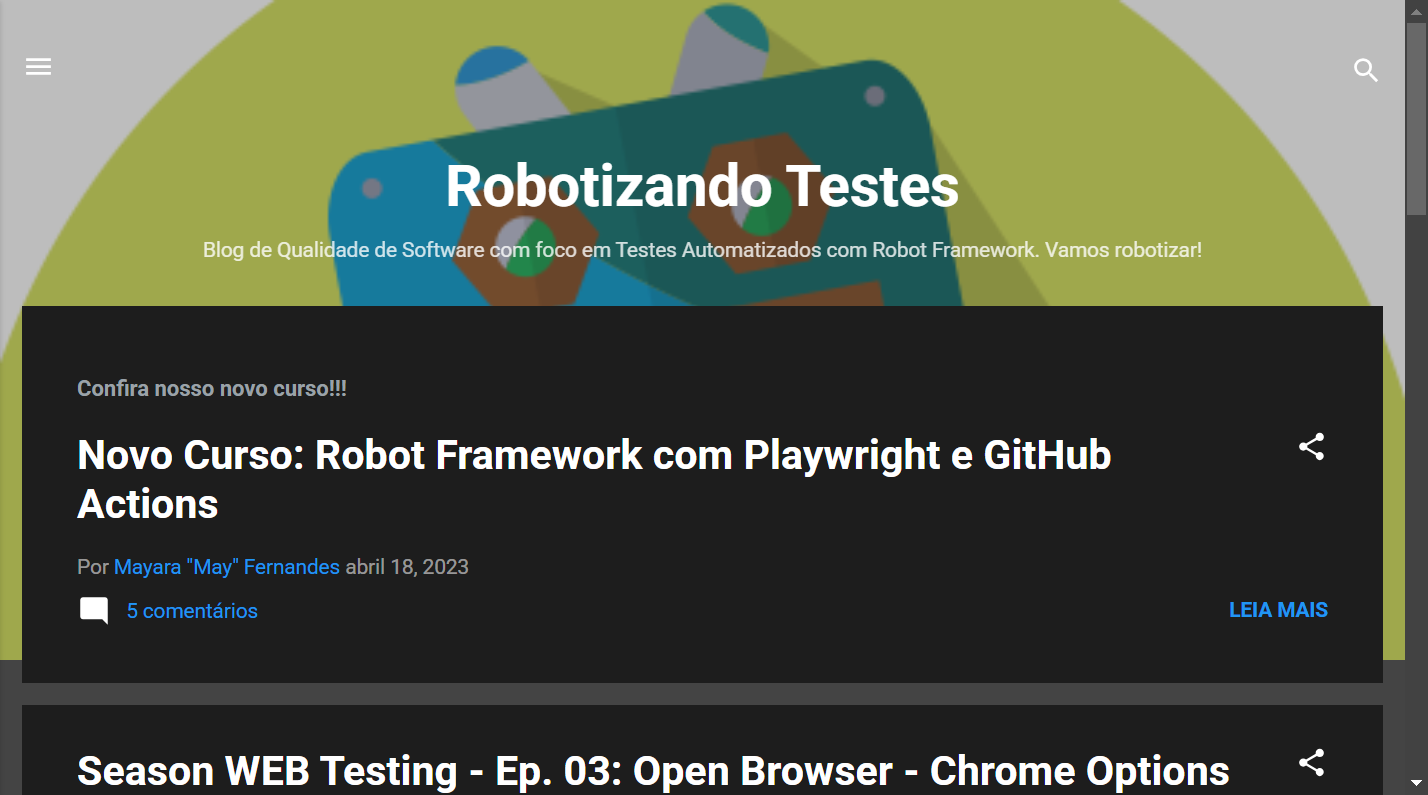 Robotizando Testes
Blog de Qualidade de Software com foco em Testes Automatizados com Robot Framework. Vamos robotizar!
Confira nosso novo curso!!!
Novo Curso: Robot Framework com Playwright e GitHub
Actions
Por Mayara "May" Fernandes abril 18, 2023
5 comentários
LEIA MAIS
Season WEB Testing - Ep. 03: Open Browser - Chrome Options